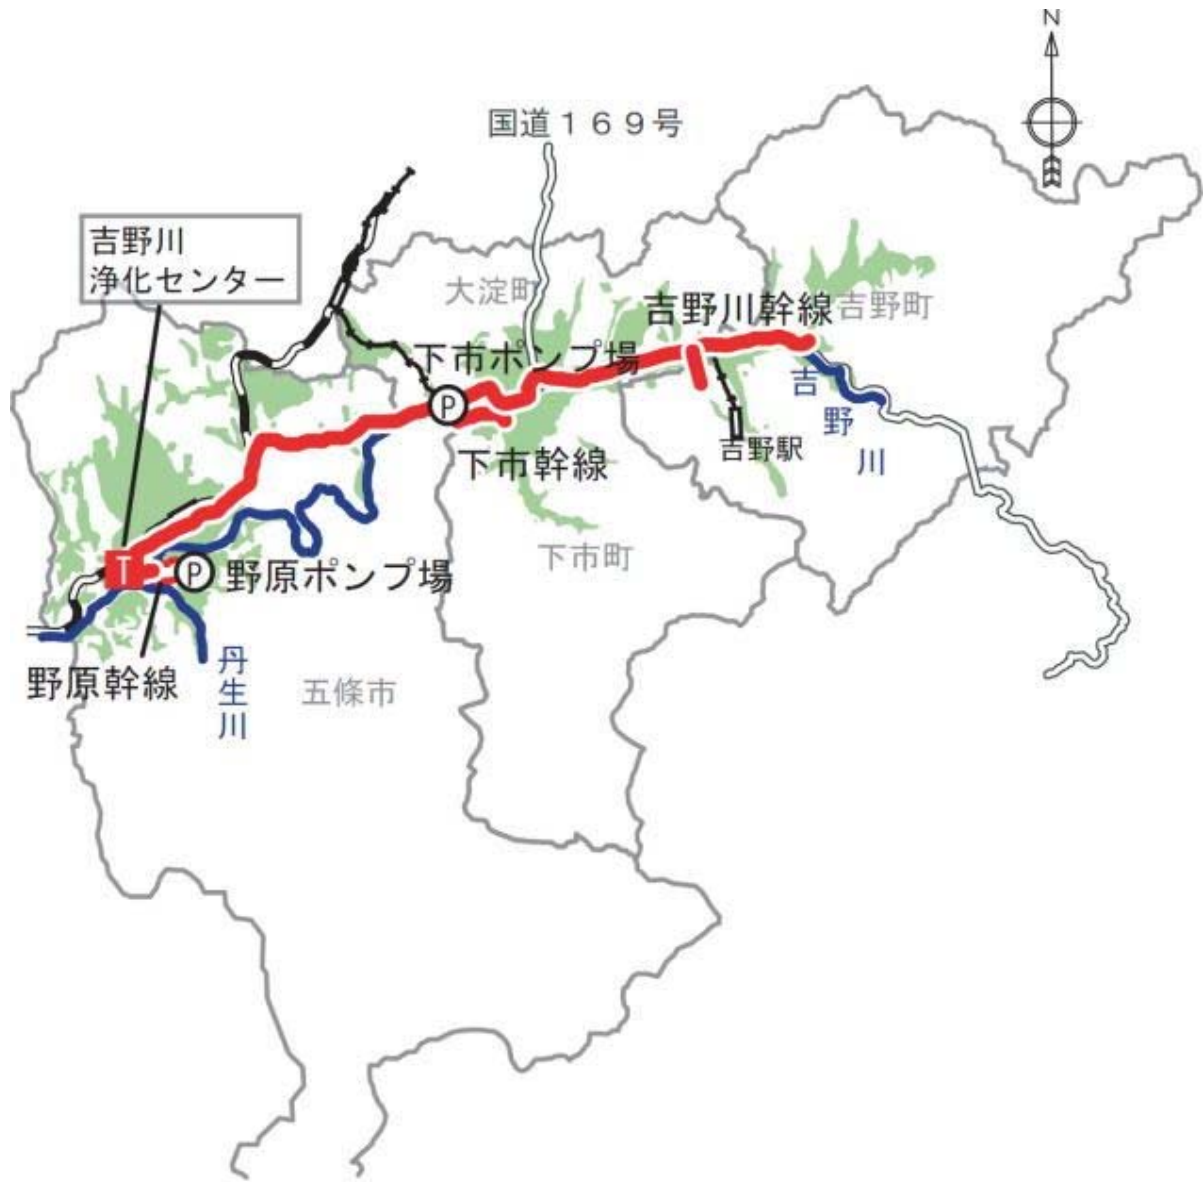 N
国道１６９号
吉野川
浄化センター
大淀町
吉野川幹線
吉野町
下市ポンプ場
P
吉野川
吉野駅
下市幹線
下市町
T
P
野原ポンプ場
野原幹線
丹生川
五條市